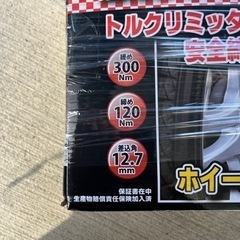 トルクリミッタ
安全
緩め
300
Nm
締め
120
Nm
差込角
12.7
mm
保証書在中
生産物賠償責任保険加入済
ホイー